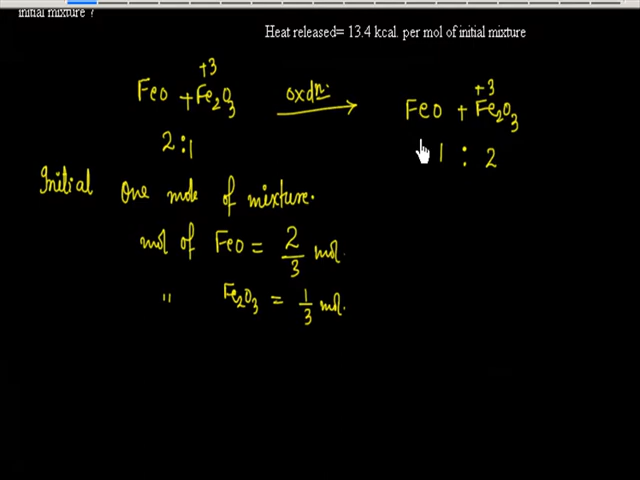 initial mixture ?
Heat released= 13.4 kcal. per mol of initial mixture
+3 +3
FeO + Fe₂O₃ oxdⁿ. FeO + Fe₂O₃
2 : 1 1 : 2
Initial One mole of mixture.
mol of FeO = 2/3 mol.
" Fe₂O₃ = 1/3 mol.